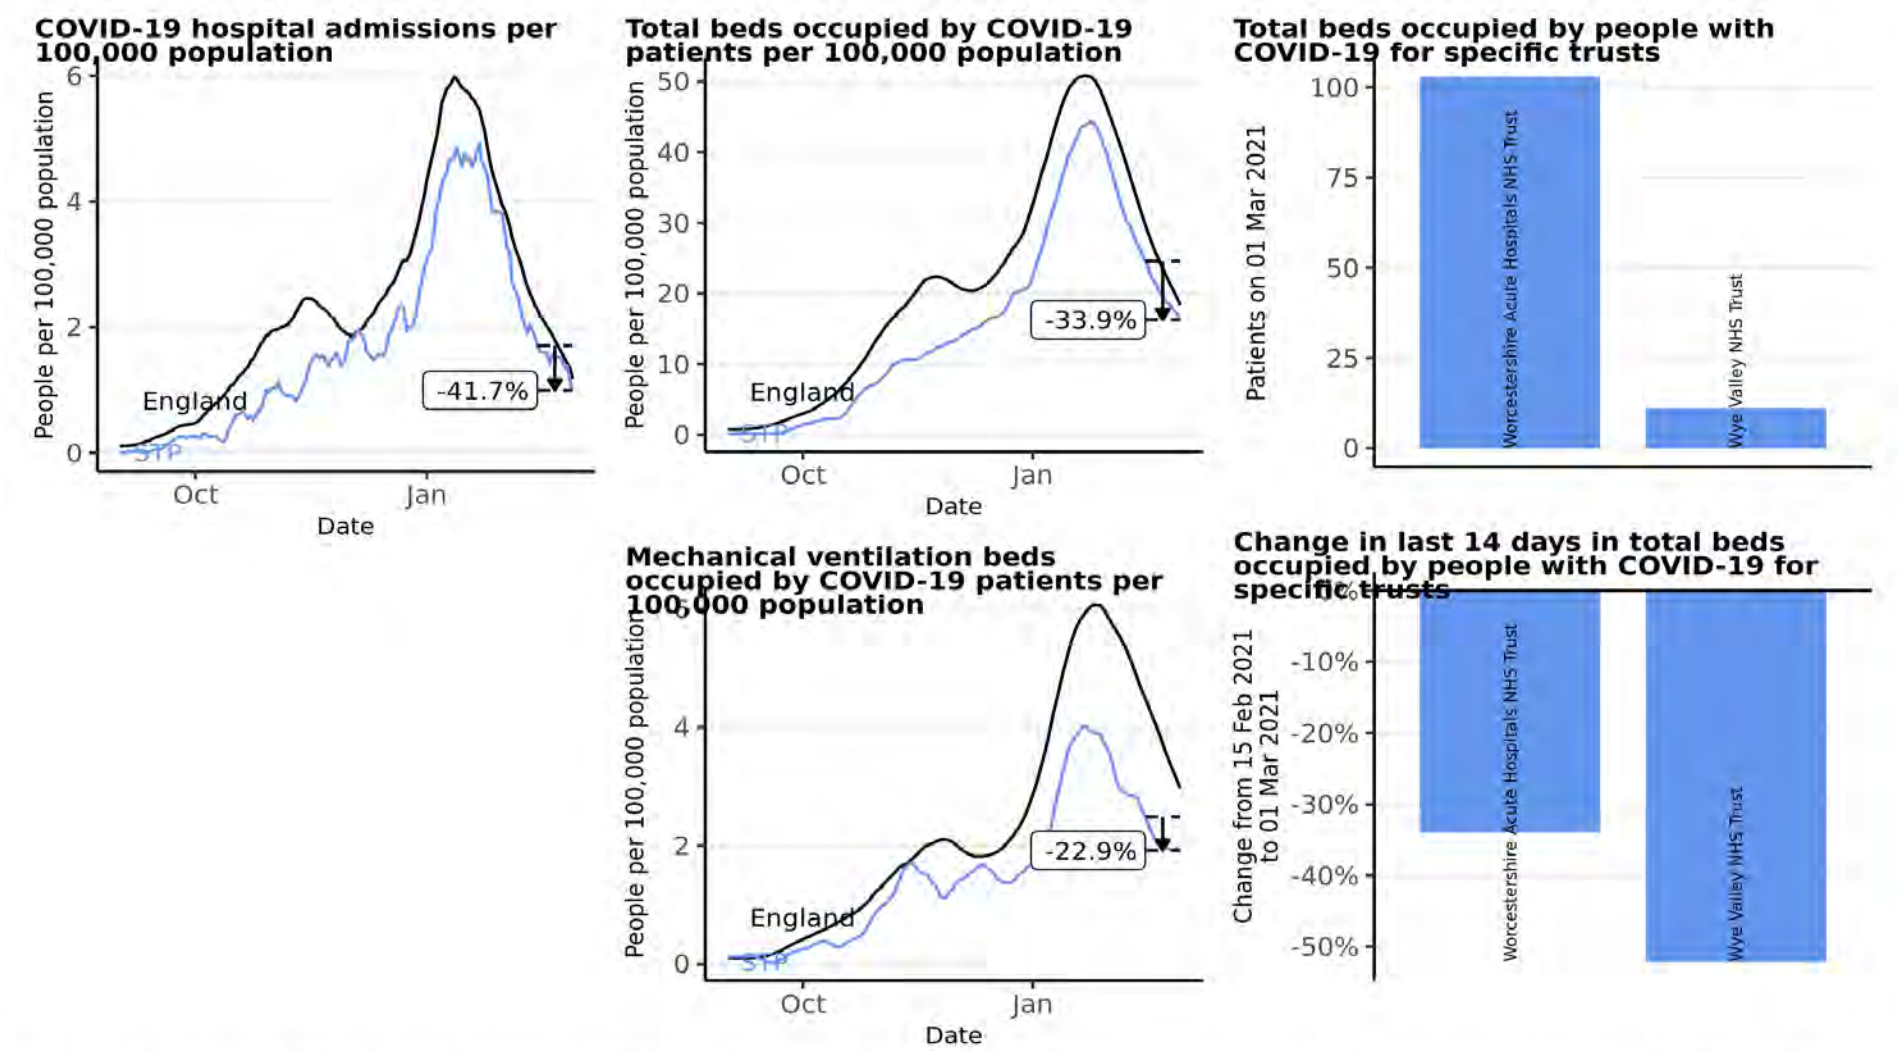 COVID-19 hospital admissions per
100,000 population
People per 100,000 population
6
4
2
0
England
STP
-41.7%
Oct
Jan
Date
Total beds occupied by COVID-19
patients per 100,000 population
People per 100,000 population
50
40
30
20
10
0
England
STP
-33.9%
Oct
Jan
Date
Total beds occupied by people with
COVID-19 for specific trusts
Patients on 01 Mar 2021
100
75
50
25
0
Worcestershire Acute Hospitals NHS Trust
Wye Valley NHS Trust
Mechanical ventilation beds
occupied by COVID-19 patients per
100,000 population
People per 100,000 population
6
4
2
0
England
STP
-22.9%
Oct
Jan
Date
Change in last 14 days in total beds
occupied by people with COVID-19 for
specific trusts
Change from 15 Feb 2021
to 01 Mar 2021
0%
-10%
-20%
-30%
-40%
-50%
Worcestershire Acute Hospitals NHS Trust
Wye Valley NHS Trust